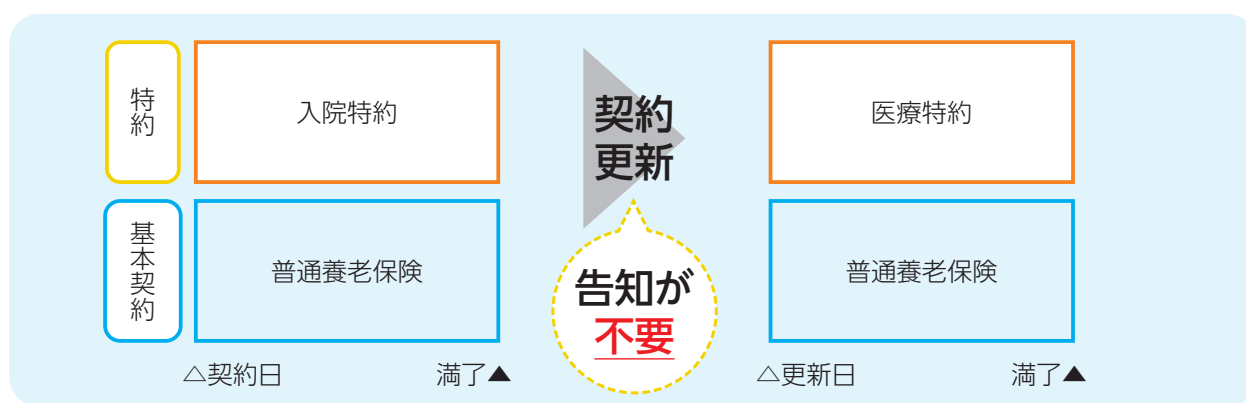 特約
入院特約
契約
更新
医療特約
基本契約
普通養老保険
告知が
不要
普通養老保険
△契約日
満了▲
△更新日
満了▲